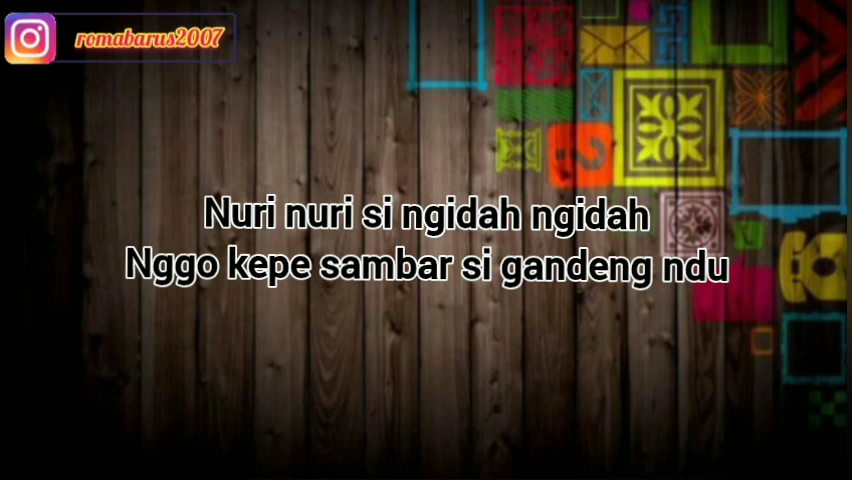 romabarus2007
Nuri nuri si ngidah ngidah
Nggo kepe sambar si gandeng ndu